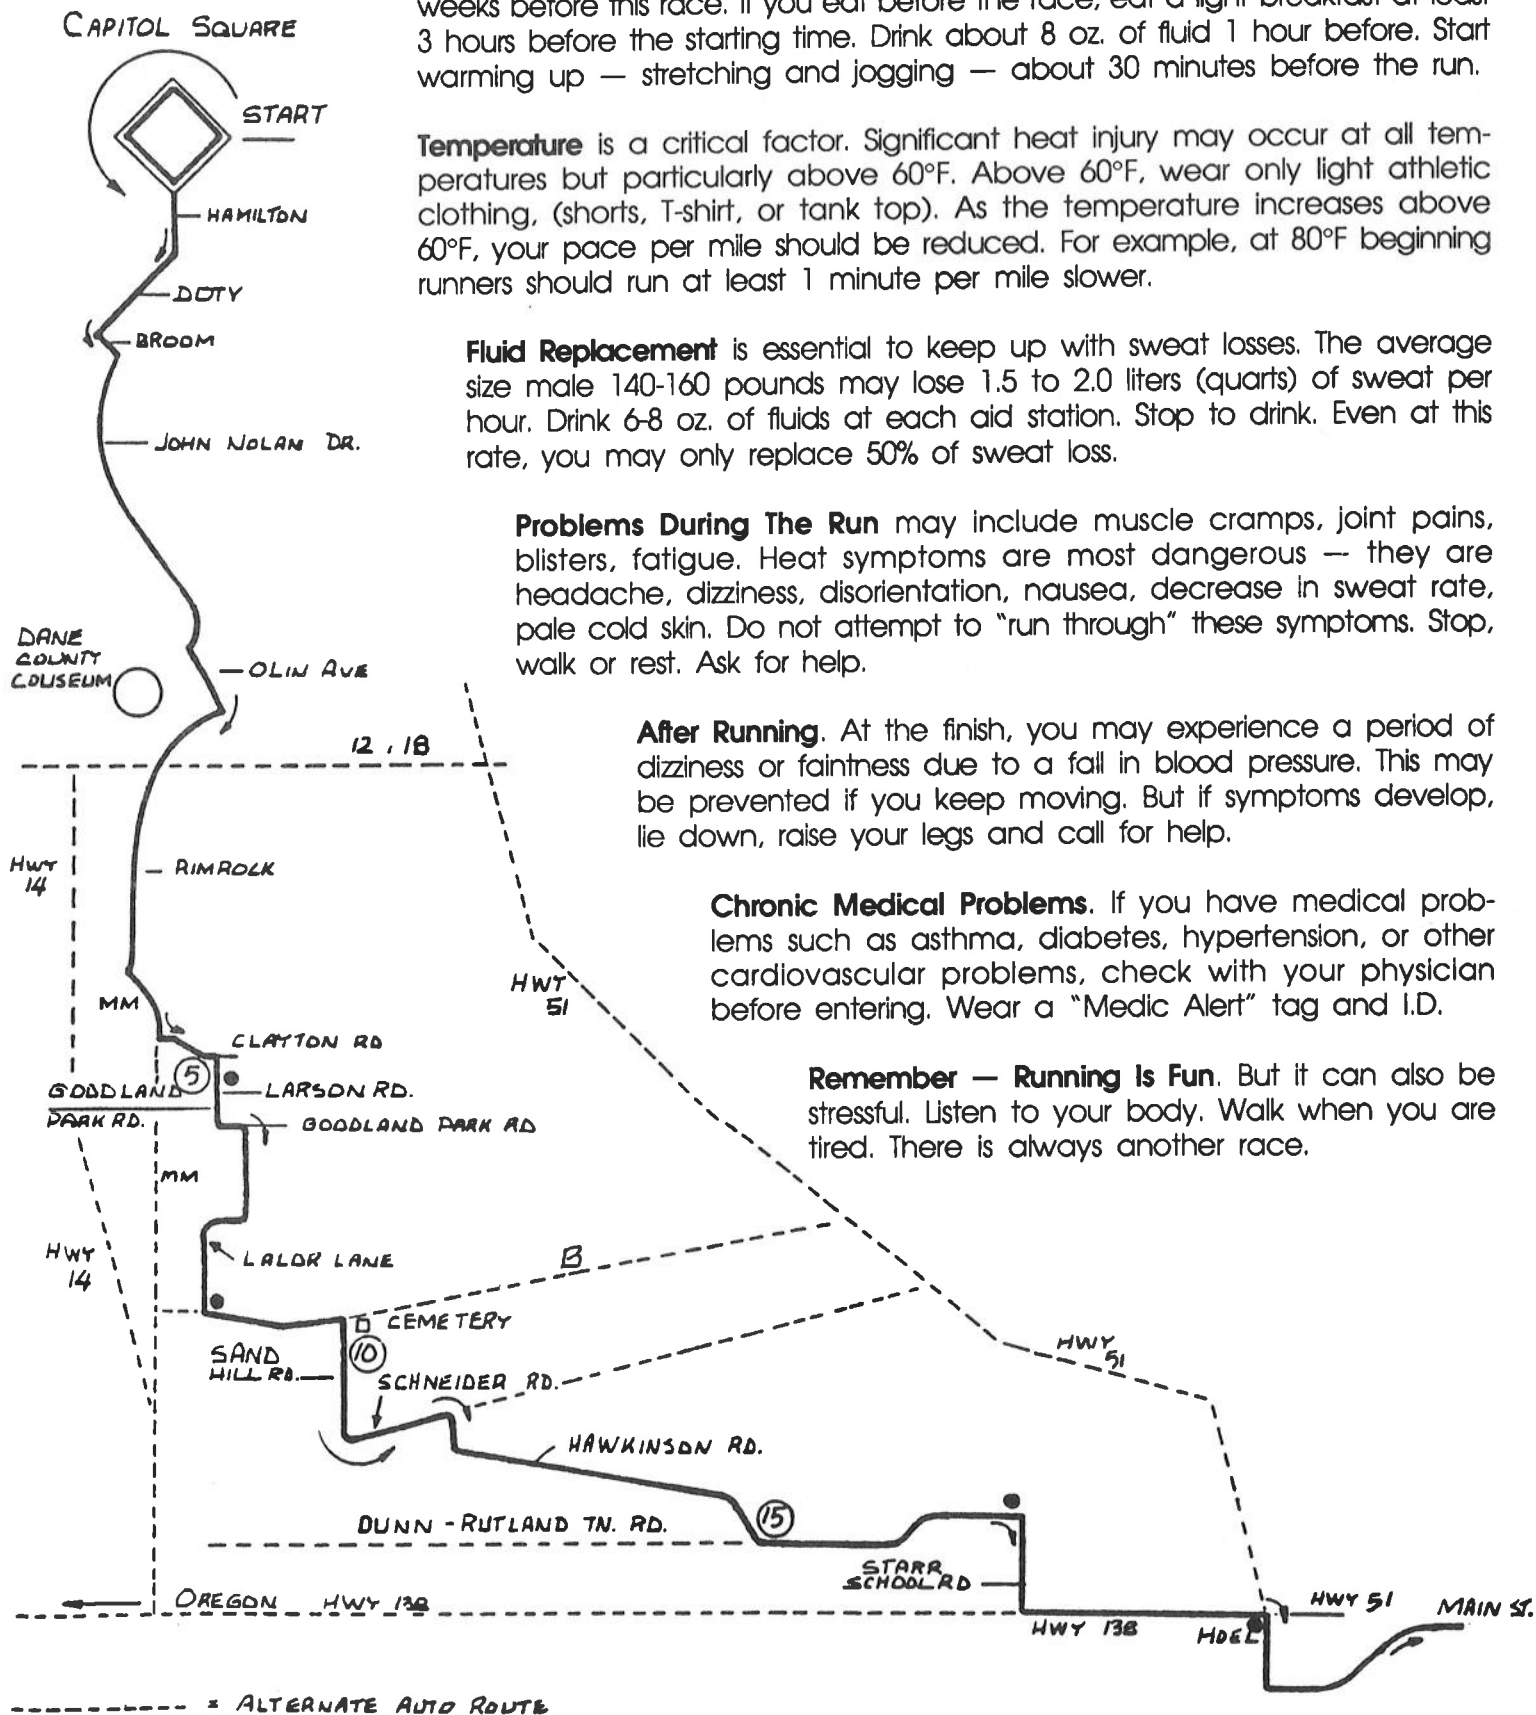 CAPITOL SQUARE
START
HAMILTON
DOTY
BROOM
JOHN NOLAN DR.
DANE
COUNTY
COLISEUM
OLIN AVE
12, 18
HWY
14
RIMROCK
HWY
51
MM
CLAYTON RD
5
LARSON RD.
GOODLAND
PARK RD.
GOODLAND PARK RD
MM
HWY
14
LALOR LANE
B
CEMETERY
10
SAND
HILL RD.
SCHNEIDER RD.
HWY
51
HAWKINSON RD.
15
DUNN - RUTLAND TN. RD.
STARR
SCHOOL RD
OREGON HWY 138
HWY 138
HOEL
HWY 51
MAIN ST.
= ALTERNATE AUTO ROUTE
weeks before this race. If you eat before the race, eat a light breakfast at least
3 hours before the starting time. Drink about 8 oz. of fluid 1 hour before. Start
warming up — stretching and jogging — about 30 minutes before the run.
Temperature is a critical factor. Significant heat injury may occur at all tem-
peratures but particularly above 60°F. Above 60°F, wear only light athletic
clothing, (shorts, T-shirt, or tank top). As the temperature increases above
60°F, your pace per mile should be reduced. For example, at 80°F beginning
runners should run at least 1 minute per mile slower.
Fluid Replacement is essential to keep up with sweat losses. The average
size male 140-160 pounds may lose 1.5 to 2.0 liters (quarts) of sweat per
hour. Drink 6-8 oz. of fluids at each aid station. Stop to drink. Even at this
rate, you may only replace 50% of sweat loss.
Problems During The Run may include muscle cramps, joint pains,
blisters, fatigue. Heat symptoms are most dangerous — they are
headache, dizziness, disorientation, nausea, decrease in sweat rate,
pale cold skin. Do not attempt to "run through" these symptoms. Stop,
walk or rest. Ask for help.
After Running. At the finish, you may experience a period of
dizziness or faintness due to a fall in blood pressure. This may
be prevented if you keep moving. But if symptoms develop,
lie down, raise your legs and call for help.
Chronic Medical Problems. If you have medical prob-
lems such as asthma, diabetes, hypertension, or other
cardiovascular problems, check with your physician
before entering. Wear a "Medic Alert" tag and I.D.
Remember — Running Is Fun. But it can also be
stressful. Listen to your body. Walk when you are
tired. There is always another race.